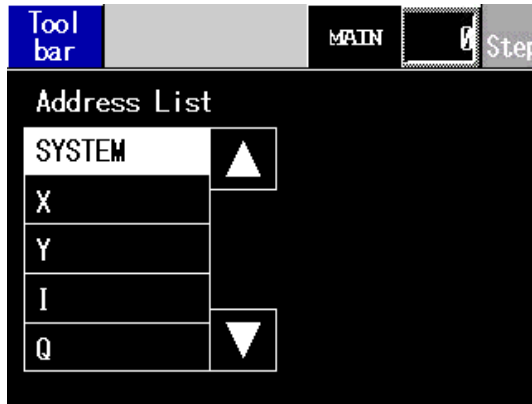 Tool
bar
MAIN
0
Step
Address List
SYSTEM
X
Y
I
Q